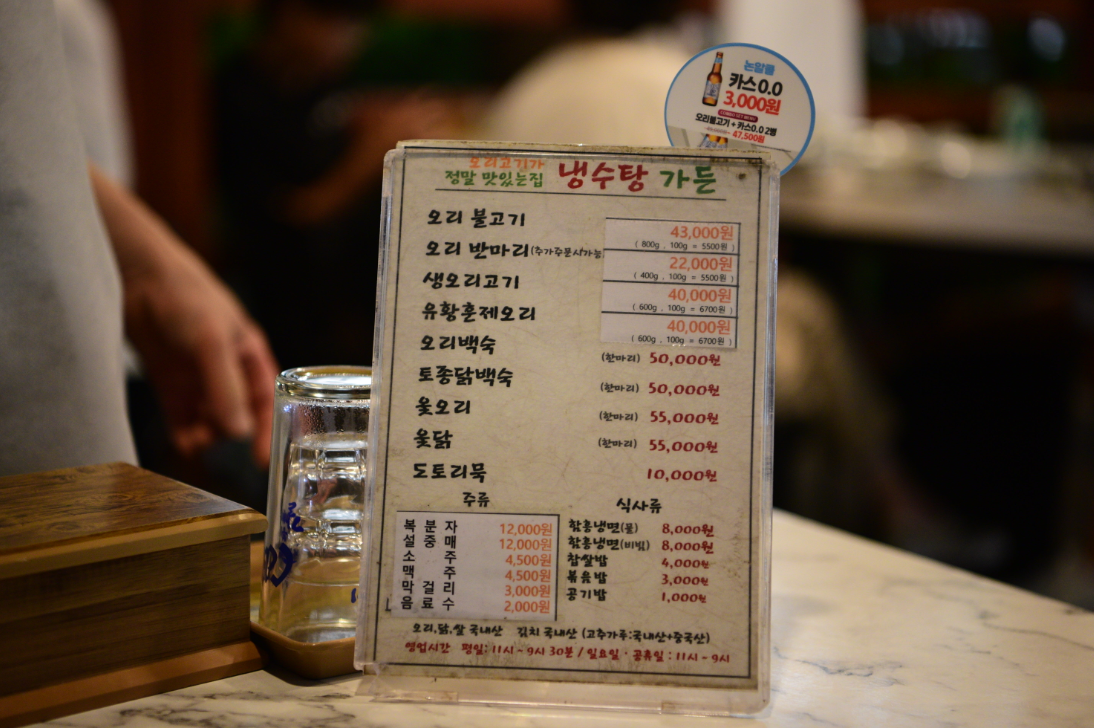 논알콜
카스 0.0
3,000원
오리불고기 + 카스0.0 2병
47,500원
오리고기가
정말 맛있는집 냉수탕 가든
오리 불고기 43,000원
( 800g , 100g = 5500원 )
오리 반마리(추가주문시가능 22,000원
( 400g , 100g = 5500원 )
생오리고기 40,000원
( 600g , 100g = 6700원 )
유황훈제오리 40,000원
( 600g , 100g = 6700원 )
오리백숙 (한마리) 50,000원
토종닭백숙 (한마리) 50,000원
옻오리 (한마리) 55,000원
옻닭 (한마리) 55,000원
도토리묵 10,000원
주류
복 분 자 12,000원
설 중 매 12,000원
소 주 4,500원
맥 주 4,500원
막 걸 리 3,000원
음 료 수 2,000원
식사류
함흥냉면(물) 8,000원
함흥냉면(비빔) 8,000원
찹쌀밥 4,000원
볶음밥 3,000원
공기밥 1,000원
오리,닭,쌀 국내산 김치 국내산 (고추가루:국내산+중국산)
영업시간 평일: 11시 ~ 9시 30분 / 일요일 · 공휴일 : 11시 ~ 9시